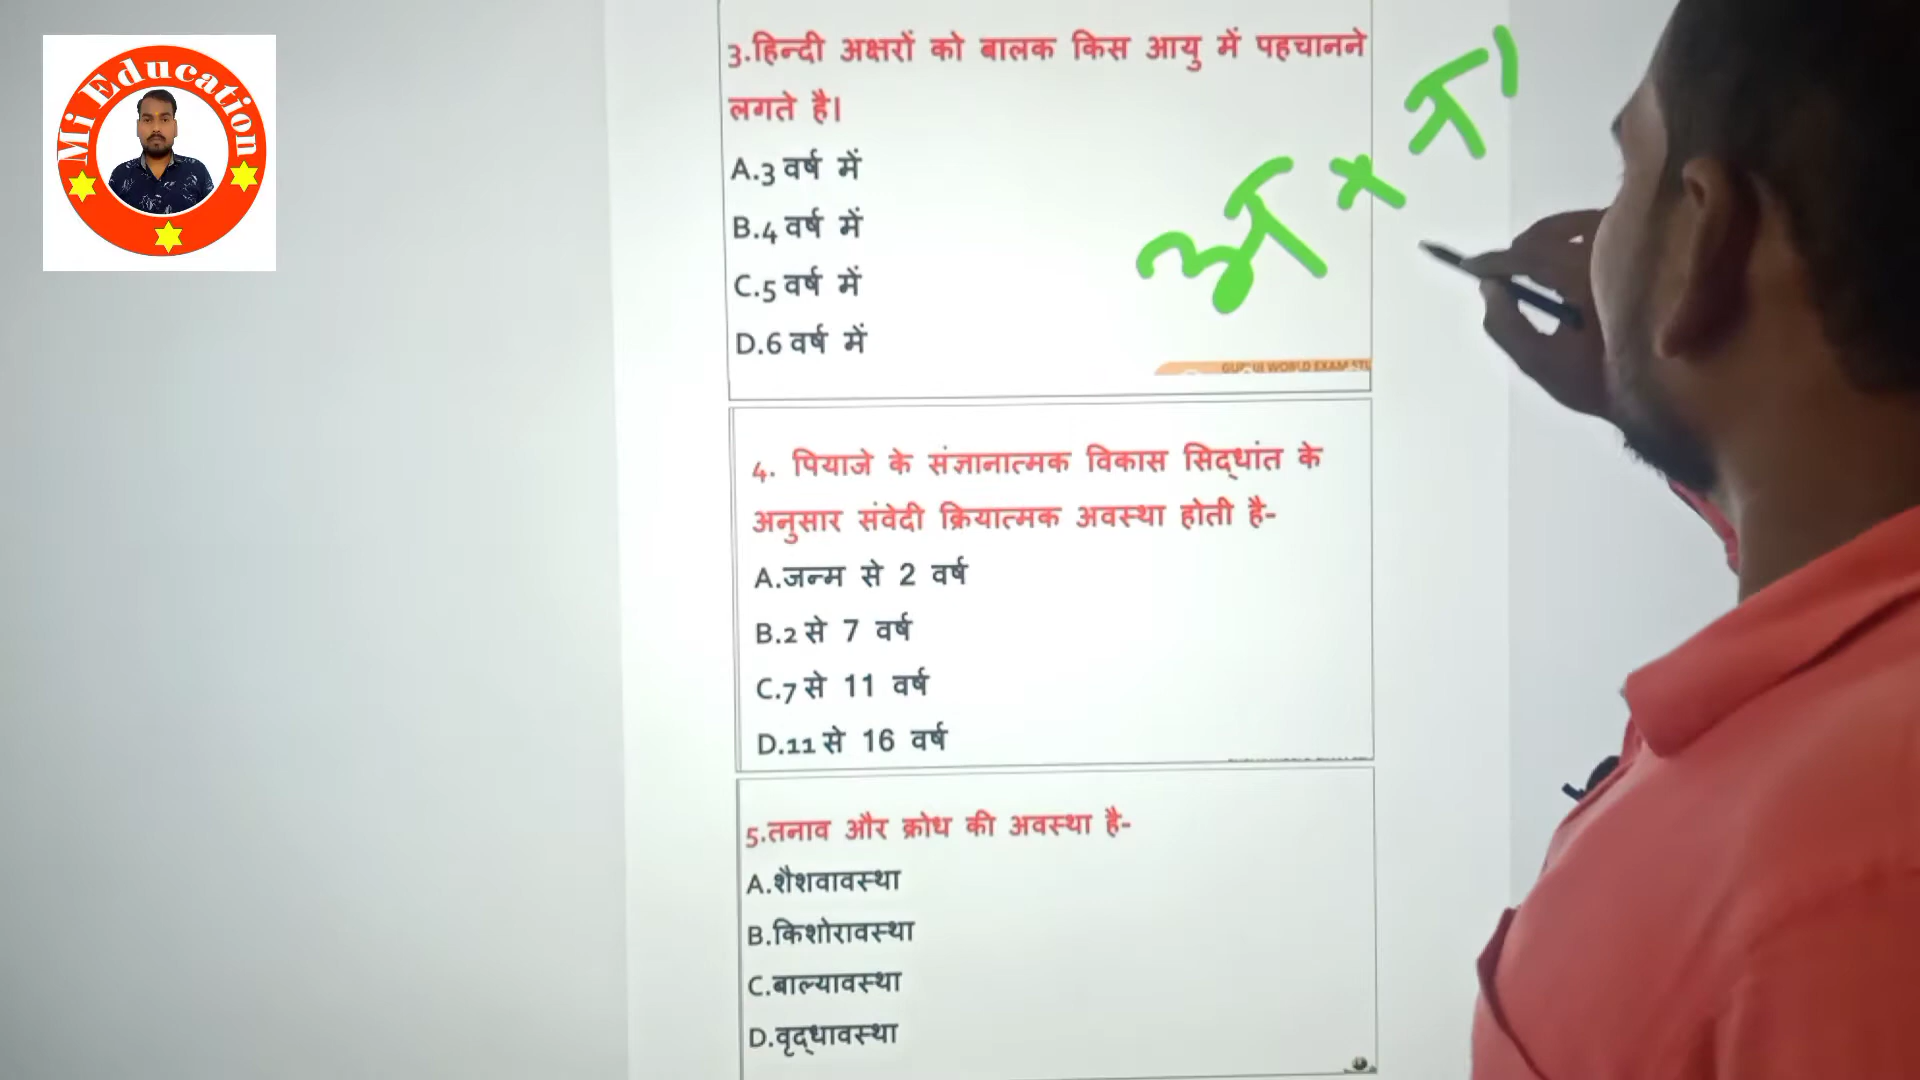 Mi Education
3.हिन्दी अक्षरों को बालक किस आयु में पहचानने
लगते है।
A.3 वर्ष में
B.4 वर्ष में
C.5 वर्ष में
D.6 वर्ष में
WORLD EXAM
4. पियाजे के संज्ञानात्मक विकास सिद्धांत के
अनुसार संवेदी क्रियात्मक अवस्था होती है-
A.जन्म से 2 वर्ष
B.2 से 7 वर्ष
C.7 से 11 वर्ष
D.11 से 16 वर्ष
5.तनाव और क्रोध की अवस्था है-
A.शैशवावस्था
B.किशोरावस्था
C.बाल्यावस्था
D.वृद्धावस्था